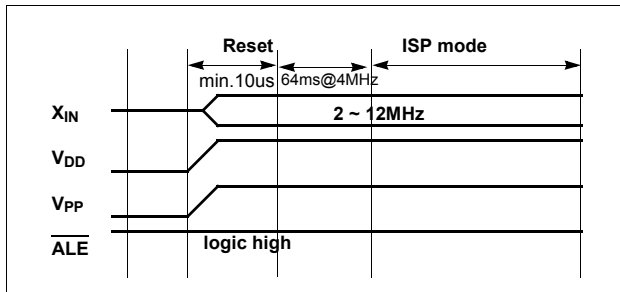 Reset ISP mode
min.10us 64ms@4MHz
XIN 2 ~ 12MHz
VDD
VPP
ALE logic high